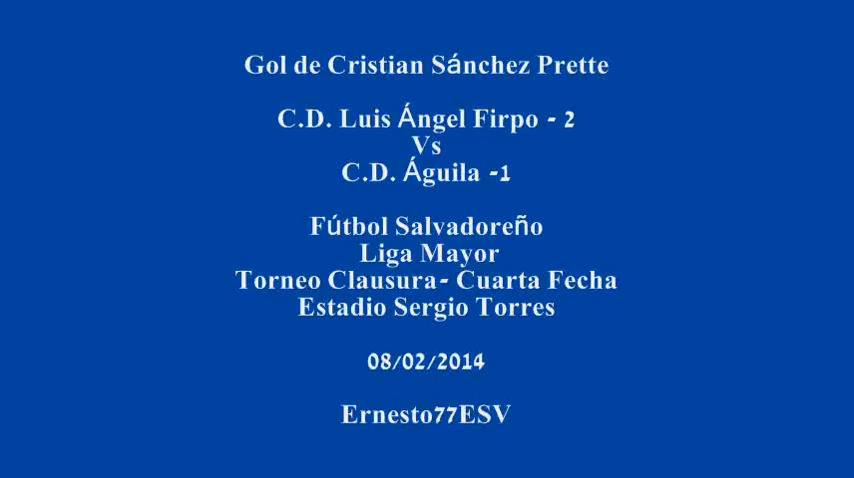 Gol de Cristian Sánchez Prette
C.D. Luis Ángel Firpo - 2
Vs
C.D. Águila -1
Fútbol Salvadoreño
Liga Mayor
Torneo Clausura- Cuarta Fecha
Estadio Sergio Torres
08/02/2014
Ernesto77ESV